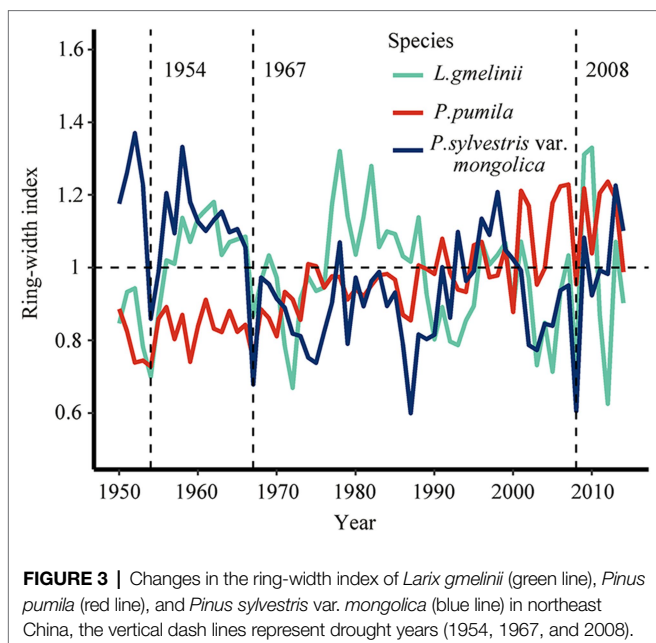 1.6
1.4
1.2
1
0.8
0.6
Ring-width index
1954
1967
2008
Species
L.gmelinii
P.pumila
P.sylvestris var.
mongolica
1950
1960
1970
1980
1990
2000
2010
Year
FIGURE 3 | Changes in the ring-width index of Larix gmelinii (green line), Pinus
pumila (red line), and Pinus sylvestris var. mongolica (blue line) in northeast
China, the vertical dash lines represent drought years (1954, 1967, and 2008).